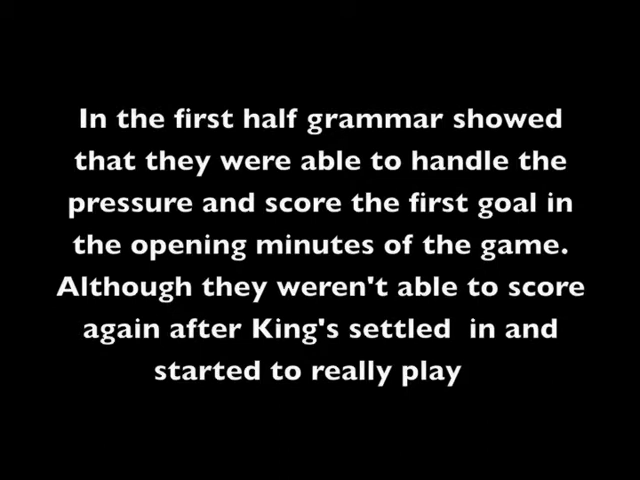 In the first half grammar showed
that they were able to handle the
pressure and score the first goal in
the opening minutes of the game.
Although they weren't able to score
again after King's settled  in and
started to really play